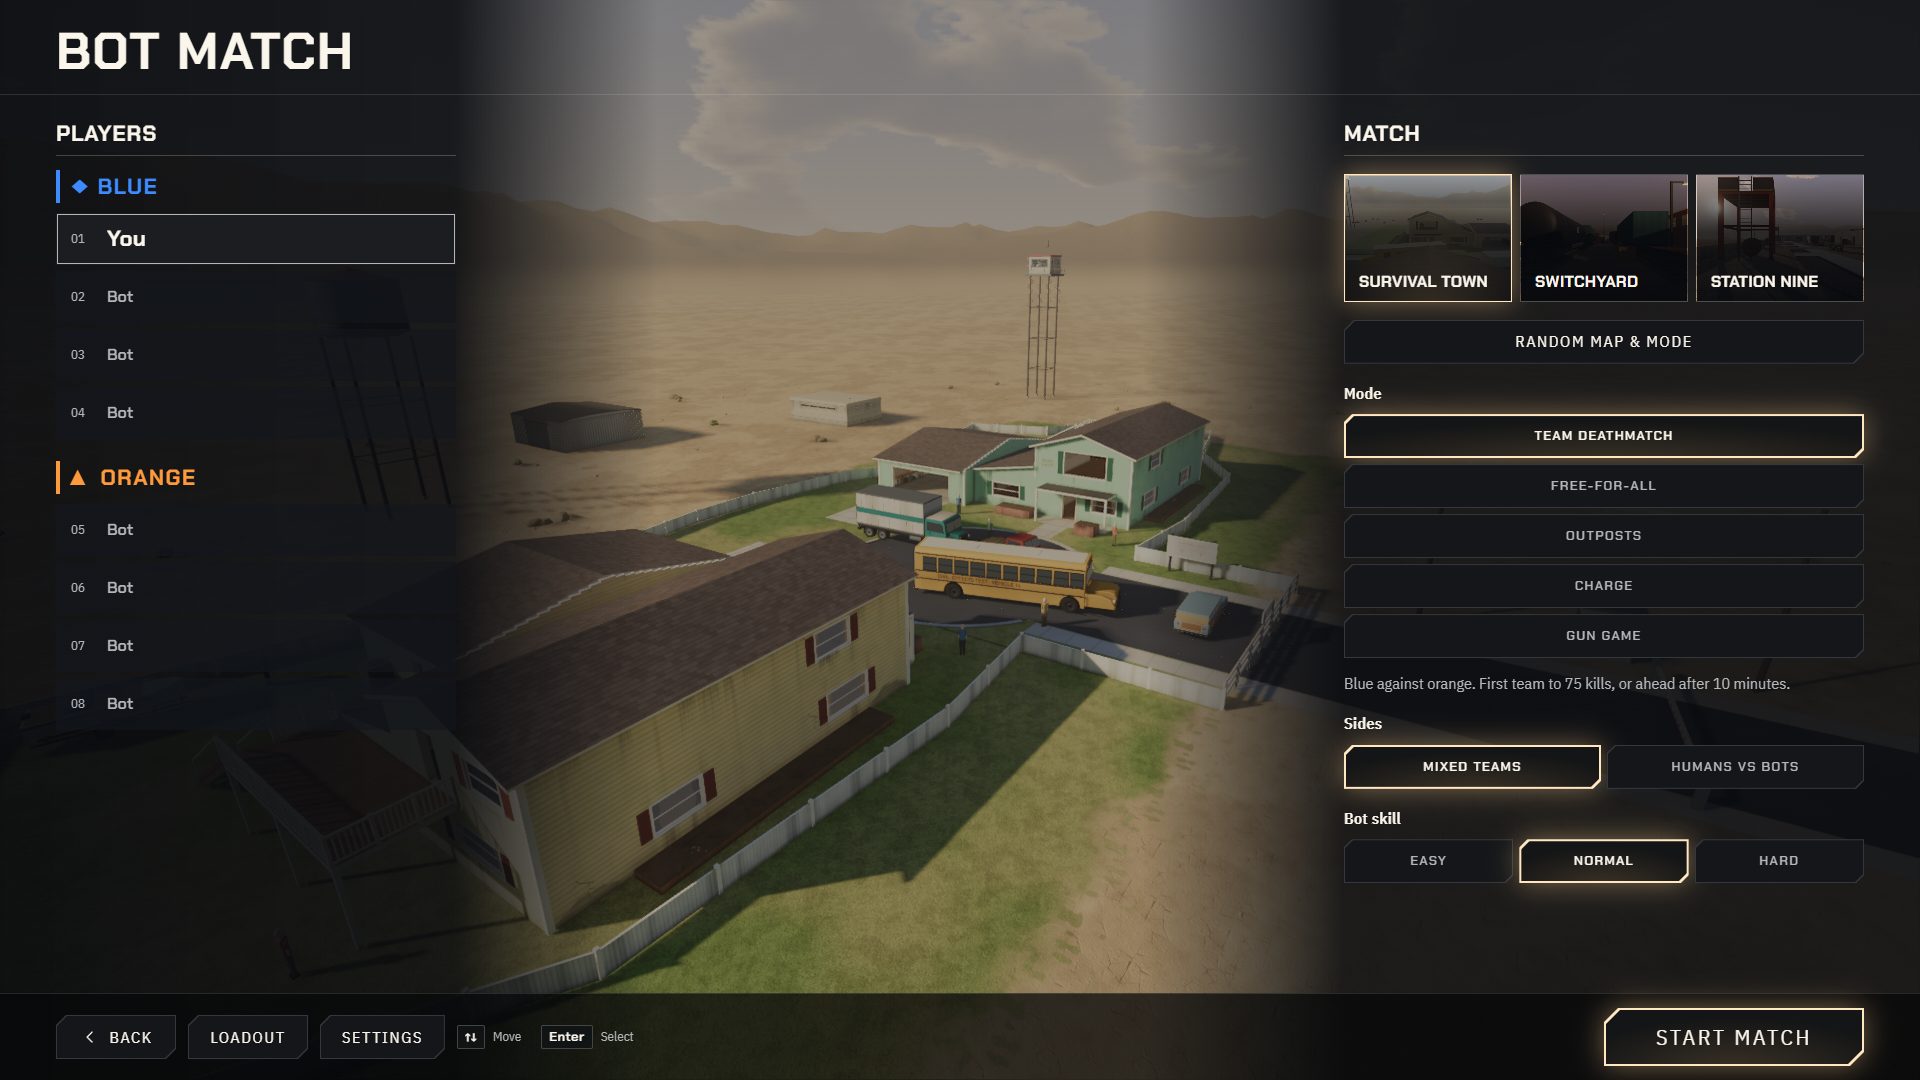 BOT MATCH
PLAYERS
BLUE
01 You
02 Bot
03 Bot
04 Bot
ORANGE
05 Bot
06 Bot
07 Bot
08 Bot
MATCH
SURVIVAL TOWN
SWITCHYARD
STATION NINE
RANDOM MAP & MODE
Mode
TEAM DEATHMATCH
FREE-FOR-ALL
OUTPOSTS
CHARGE
GUN GAME
Blue against orange. First team to 75 kills, or ahead after 10 minutes.
Sides
MIXED TEAMS
HUMANS VS BOTS
Bot skill
EASY
NORMAL
HARD
BACK
LOADOUT
SETTINGS
Move
Enter Select
START MATCH